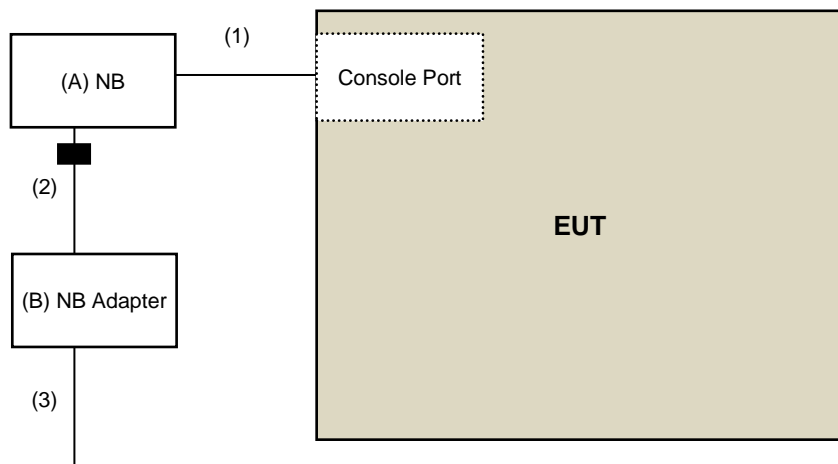 (1)
(A) NB
Console Port
(2)
EUT
(B) NB Adapter
(3)